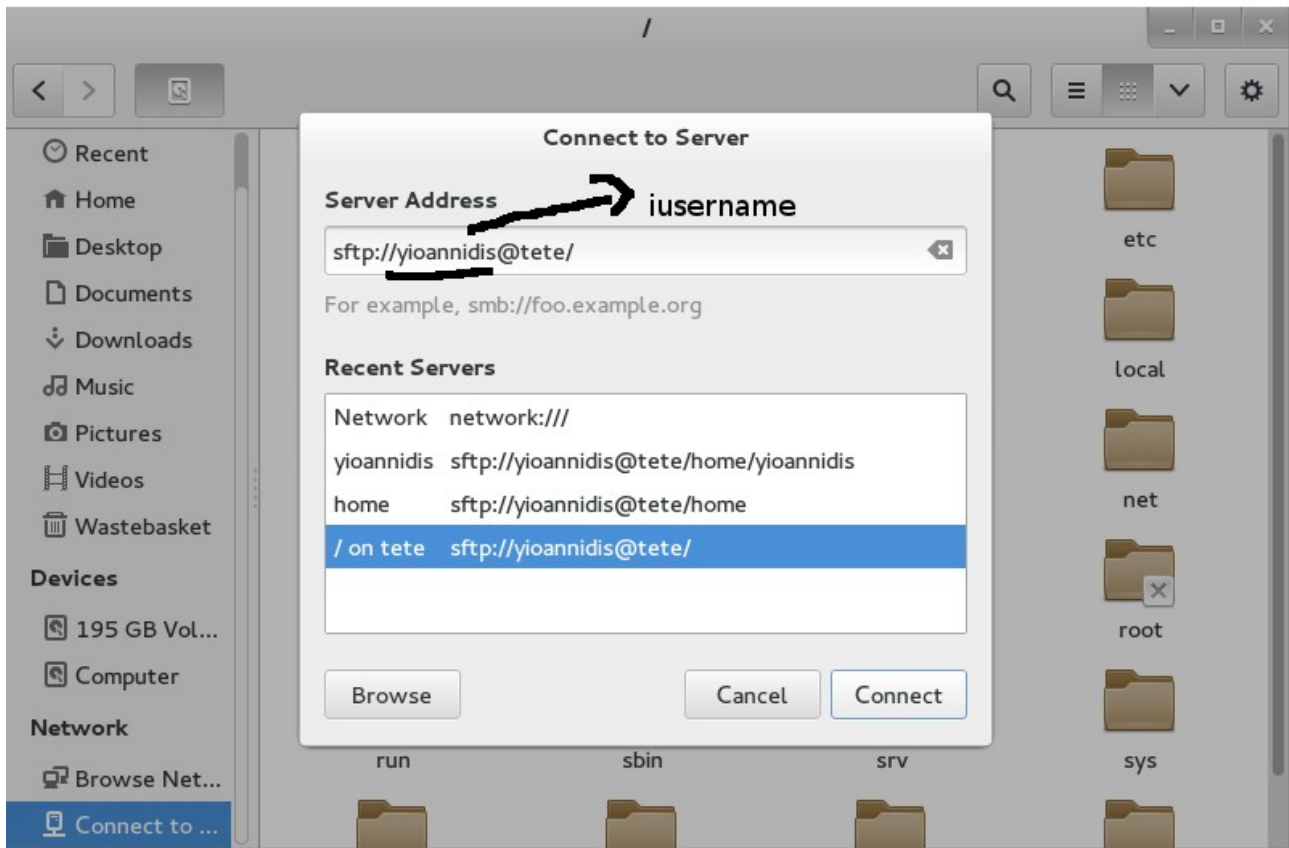 /
Recent
Home
Desktop
Documents
Downloads
Music
Pictures
Videos
Wastebasket
Devices
195 GB Vol...
Computer
Network
Browse Net...
Connect to ...
Connect to Server
Server Address
iusername
sftp://yioannidis@tete/
For example, smb://foo.example.org
Recent Servers
Network network:///
yioannidis sftp://yioannidis@tete/home/yioannidis
home sftp://yioannidis@tete/home
/ on tete sftp://yioannidis@tete/
Browse Cancel Connect
etc
local
net
root
run sbin srv sys